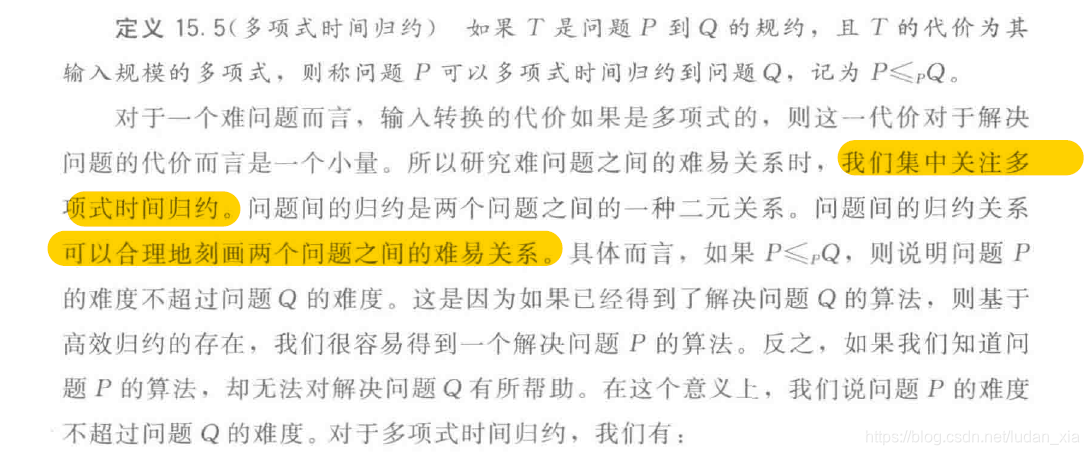 定义 15.5(多项式时间归约) 如果 T 是问题 P 到 Q 的规约，且 T 的代价为其
输入规模的多项式，则称问题 P 可以多项式时间归约到问题 Q，记为 P≤PQ。
对于一个难问题而言，输入转换的代价如果是多项式的，则这一代价对于解决
问题的代价而言是一个小量。所以研究难问题之间的难易关系时，我们集中关注多
项式时间归约。问题间的归约是两个问题之间的一种二元关系。问题间的归约关系
可以合理地刻画两个问题之间的难易关系。具体而言，如果 P≤PQ，则说明问题 P
的难度不超过问题 Q 的难度。这是因为如果已经得到了解决问题 Q 的算法，则基于
高效归约的存在，我们很容易得到一个解决问题 P 的算法。反之，如果我们知道问
题 P 的算法，却无法对解决问题 Q 有所帮助。在这个意义上，我们说问题 P 的难度
不超过问题 Q 的难度。对于多项式时间归约，我们有：
https://blog.csdn.net/ludan_xia